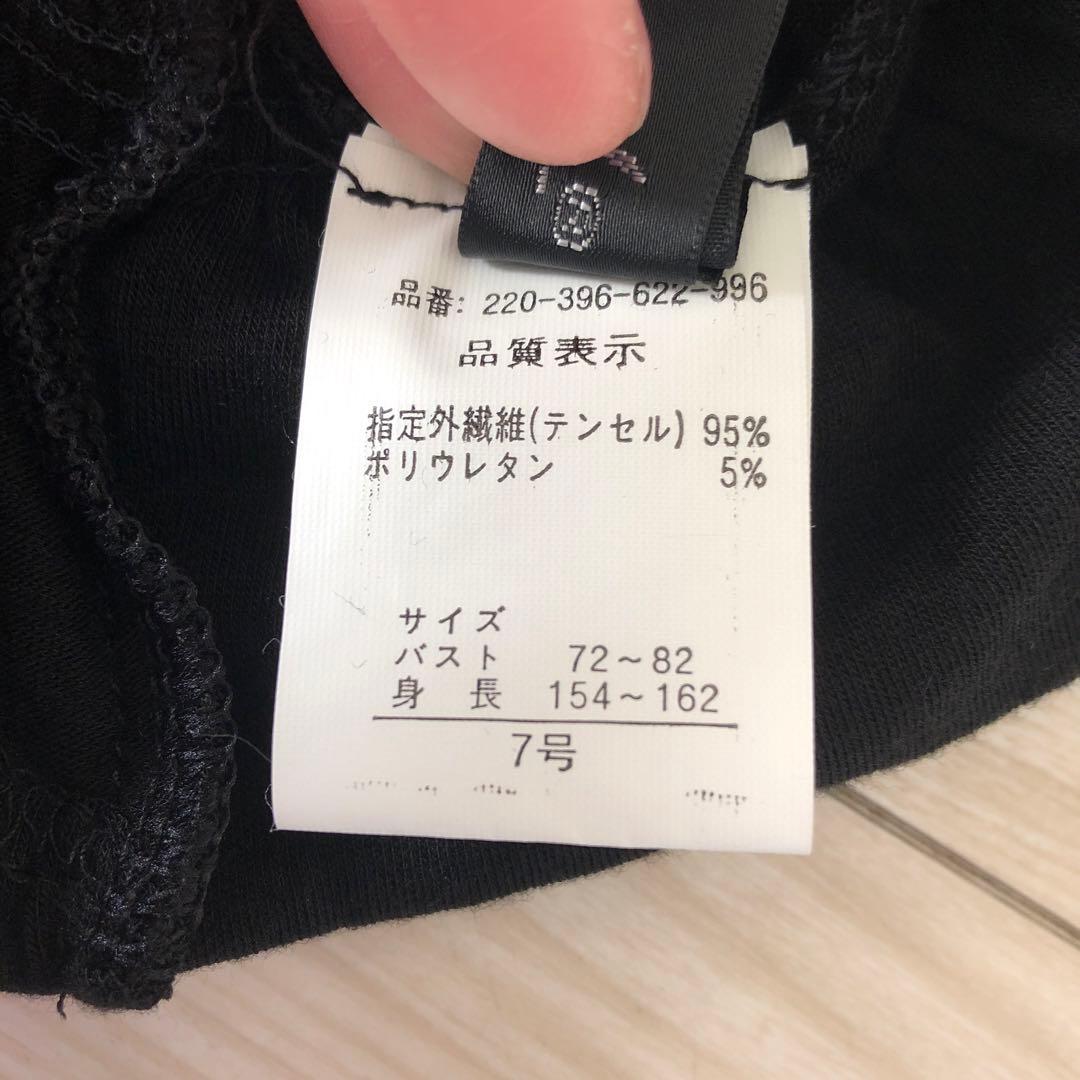 品番: 220-396-622-996
品質表示
指定外繊維(テンセル) 95%
ポリウレタン 5%
サイズ
バスト 72～82
身 長 154～162
7号